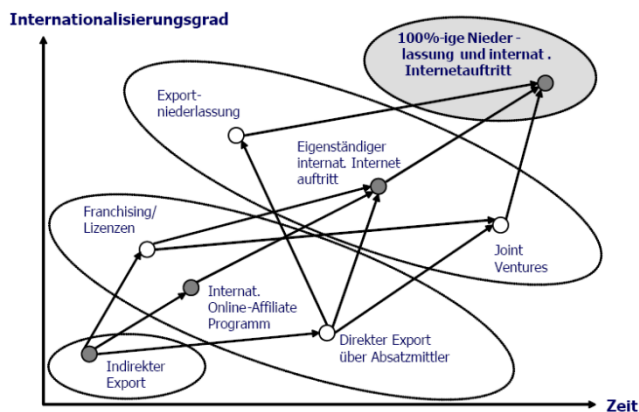 Internationalisierungsgrad
100%-ige Nieder -
lassung und internat .
Internetauftritt
Export-
niederlassung
Eigenständiger
internat. Internet-
auftritt
Franchising/
Lizenzen
Joint
Ventures
Internat.
Online-Affiliate
Programm
Direkter Export
über Absatzmittler
Indirekter
Export
Zeit